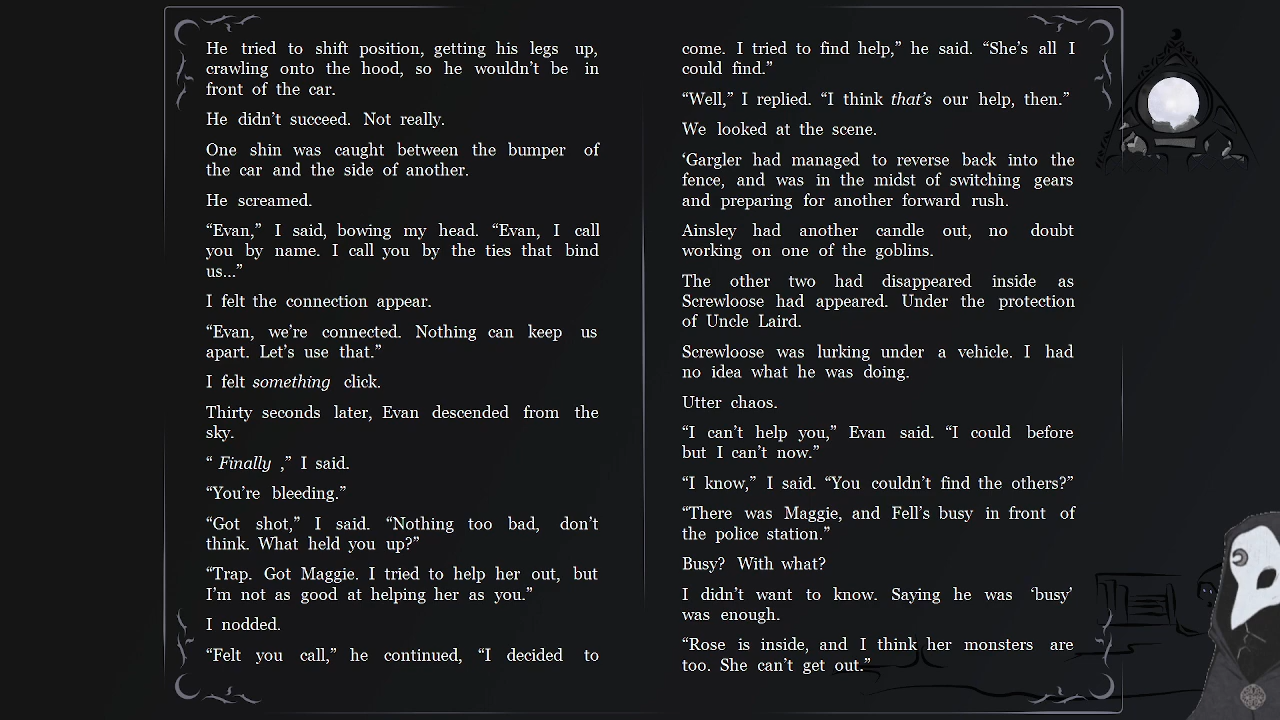 He tried to shift position, getting his legs up,
crawling onto the hood, so he wouldn’t be in
front of the car.
He didn’t succeed. Not really.
One shin was caught between the bumper of
the car and the side of another.
He screamed.
“Evan,” I said, bowing my head. “Evan, I call
you by name. I call you by the ties that bind
us...”
I felt the connection appear.
“Evan, we’re connected. Nothing can keep us
apart. Let’s use that.”
I felt something click.
Thirty seconds later, Evan descended from the
sky.
“ Finally ,” I said.
“You’re bleeding.”
“Got shot,” I said. “Nothing too bad, don’t
think. What held you up?”
“Trap. Got Maggie. I tried to help her out, but
I’m not as good at helping her as you.”
I nodded.
“Felt you call,” he continued, “I decided to
come. I tried to find help,” he said. “She’s all I
could find.”
“Well,” I replied. “I think that’s our help, then.”
We looked at the scene.
‘Gargler had managed to reverse back into the
fence, and was in the midst of switching gears
and preparing for another forward rush.
Ainsley had another candle out, no doubt
working on one of the goblins.
The other two had disappeared inside as
Screwloose had appeared. Under the protection
of Uncle Laird.
Screwloose was lurking under a vehicle. I had
no idea what he was doing.
Utter chaos.
“I can’t help you,” Evan said. “I could before
but I can’t now.”
“I know,” I said. “You couldn’t find the others?”
“There was Maggie, and Fell’s busy in front of
the police station.”
Busy? With what?
I didn’t want to know. Saying he was ‘busy’
was enough.
“Rose is inside, and I think her monsters are
too. She can’t get out.”